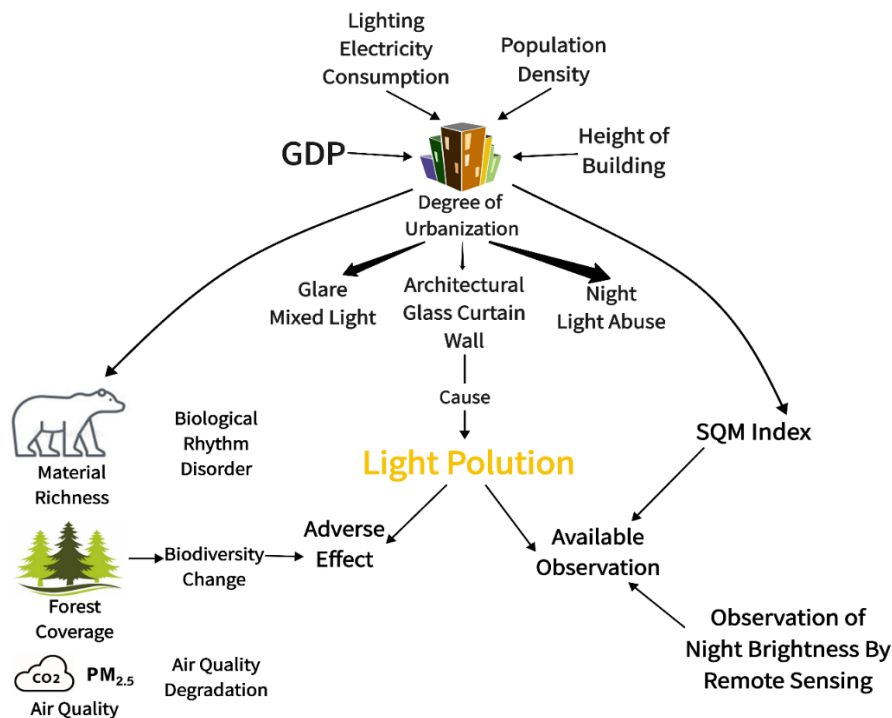 Lighting
Electricity
Consumption
Population
Density
GDP
Height of
Building
Degree of
Urbanization
Glare
Mixed Light
Architectural
Glass Curtain
Wall
Night
Light Abuse
Cause
Light Polution
SQM Index
Material
Richness
Biological
Rhythm
Disorder
Adverse
Effect
Available
Observation
Forest
Coverage
Biodiversity
Change
Observation of
Night Brightness By
Remote Sensing
CO2
PM2.5
Air Quality
Air Quality
Degradation